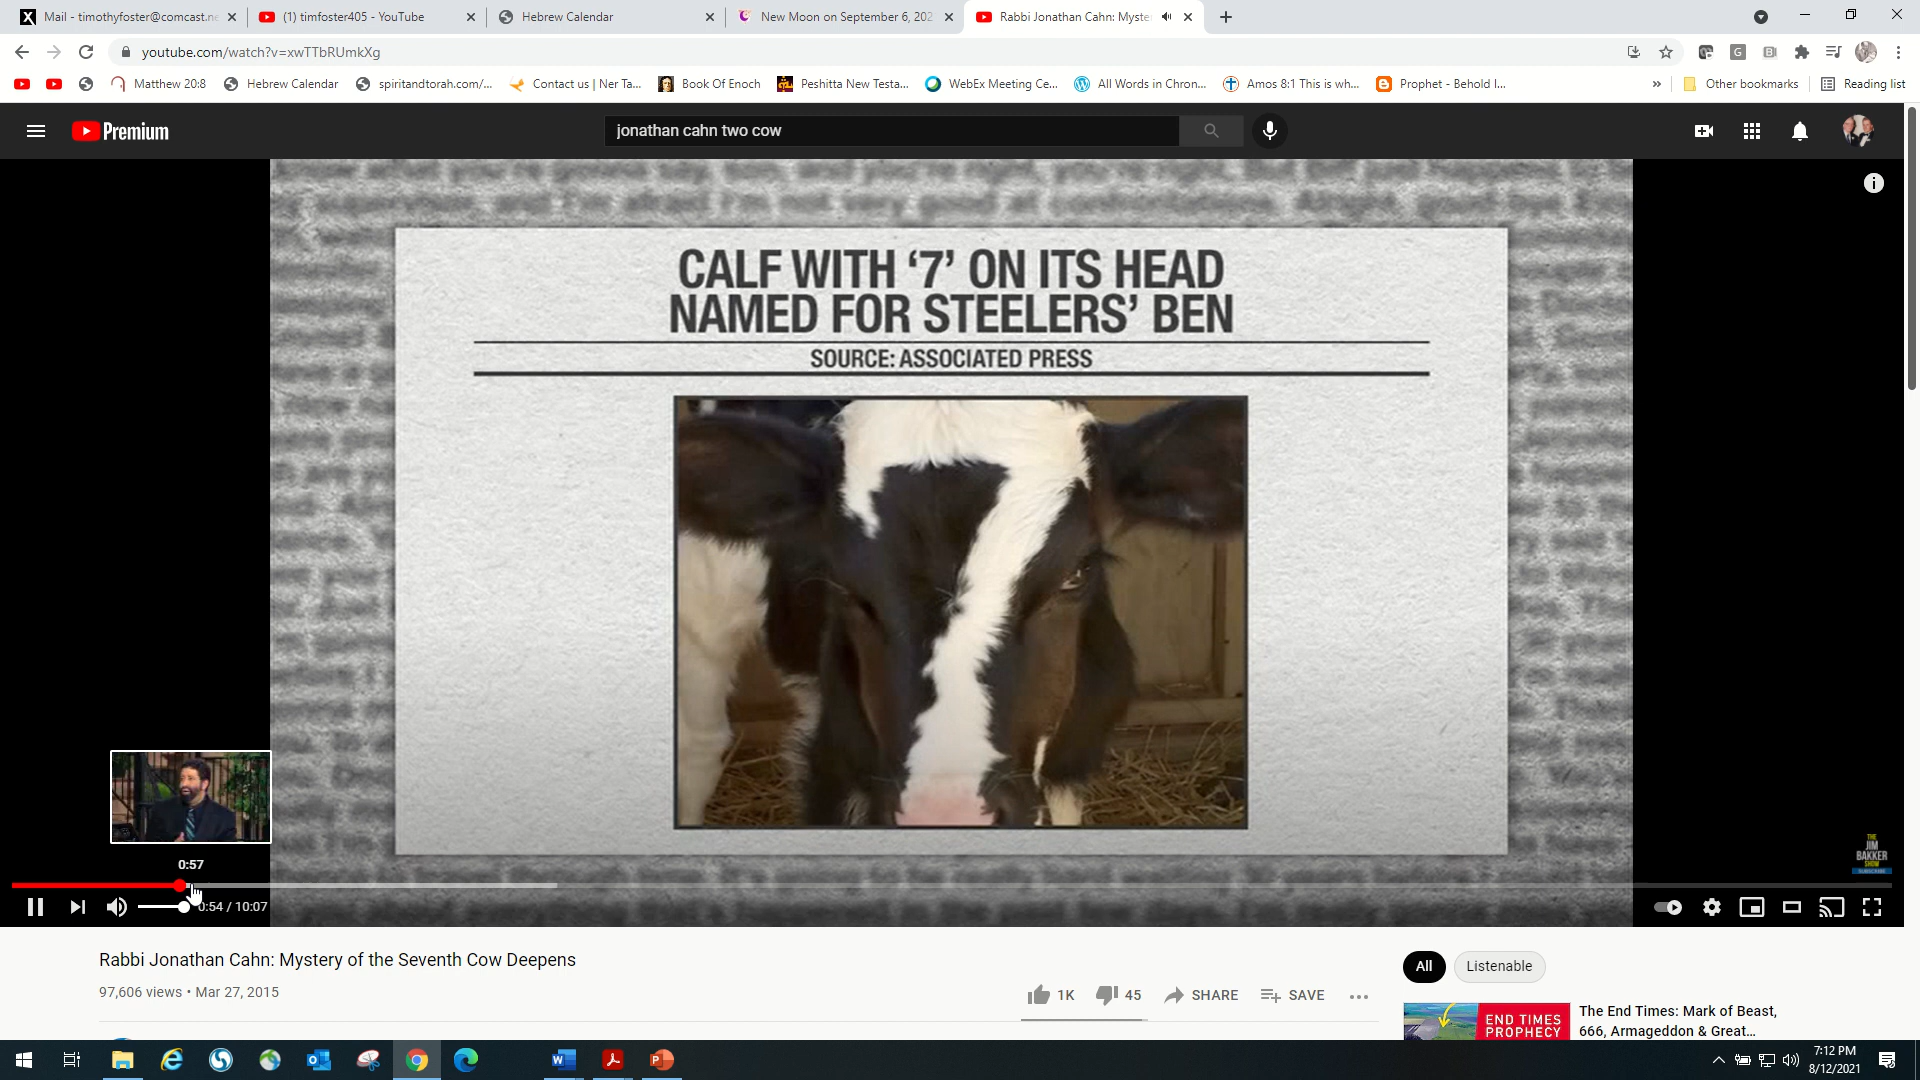 Mail - timothyfoster@comcast.ne
(1) timfoster405 - YouTube
Hebrew Calendar
New Moon on September 6, 202
Rabbi Jonathan Cahn: Myste
youtube.com/watch?v=xwTTbRUmkXg
Matthew 20:8
Hebrew Calendar
spiritandtorah.com/...
Contact us | Ner Ta...
Book Of Enoch
Peshitta New Testa...
WebEx Meeting Ce...
All Words in Chron...
Amos 8:1 This is wh...
Prophet - Behold I...
»
Other bookmarks
Reading list
Premium
jonathan cahn two cow
CALF WITH ‘7’ ON ITS HEAD
NAMED FOR STEELERS’ BEN
SOURCE: ASSOCIATED PRESS
THE
JIM
BAKKER
SHOW
SUBSCRIBE
0:57
0:54 / 10:07
Rabbi Jonathan Cahn: Mystery of the Seventh Cow Deepens
97,606 views • Mar 27, 2015
1K
45
SHARE
SAVE
All
Listenable
END TIMES
PROPHECY
The End Times: Mark of Beast,
666, Armageddon & Great...
7:12 PM
8/12/2021